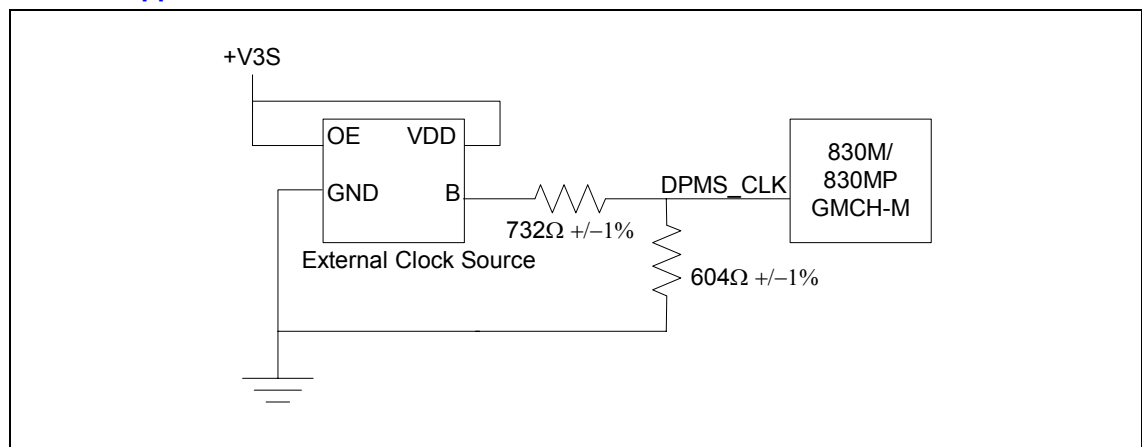 +V3S
OE VDD
GND B
External Clock Source
732Ω +/−1%
DPMS_CLK
604Ω +/−1%
830M/
830MP
GMCH-M